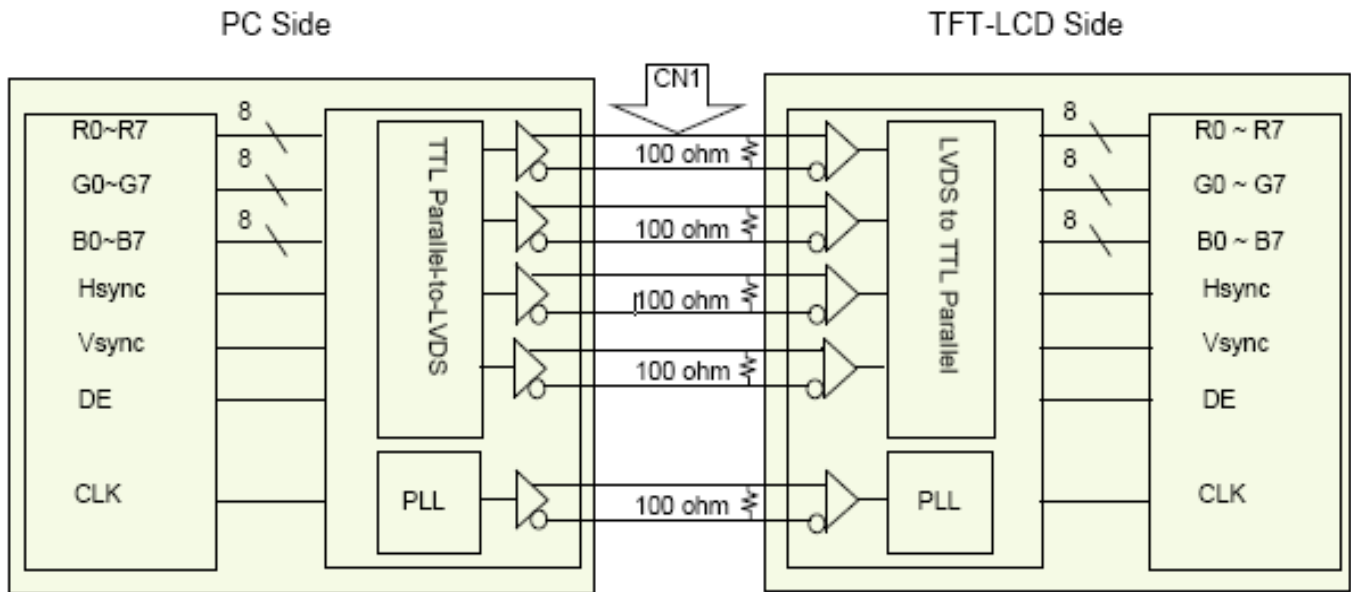 PC Side
TFT-LCD Side
CN1
8
R0~R7
8
G0~G7
8
B0~B7
Hsync
Vsync
DE
CLK
TTL Parallel-to-LVDS
PLL
100 ohm
100 ohm
100 ohm
100 ohm
100 ohm
LVDS to TTL Parallel
PLL
8
R0 ~ R7
8
G0 ~ G7
8
B0 ~ B7
Hsync
Vsync
DE
CLK